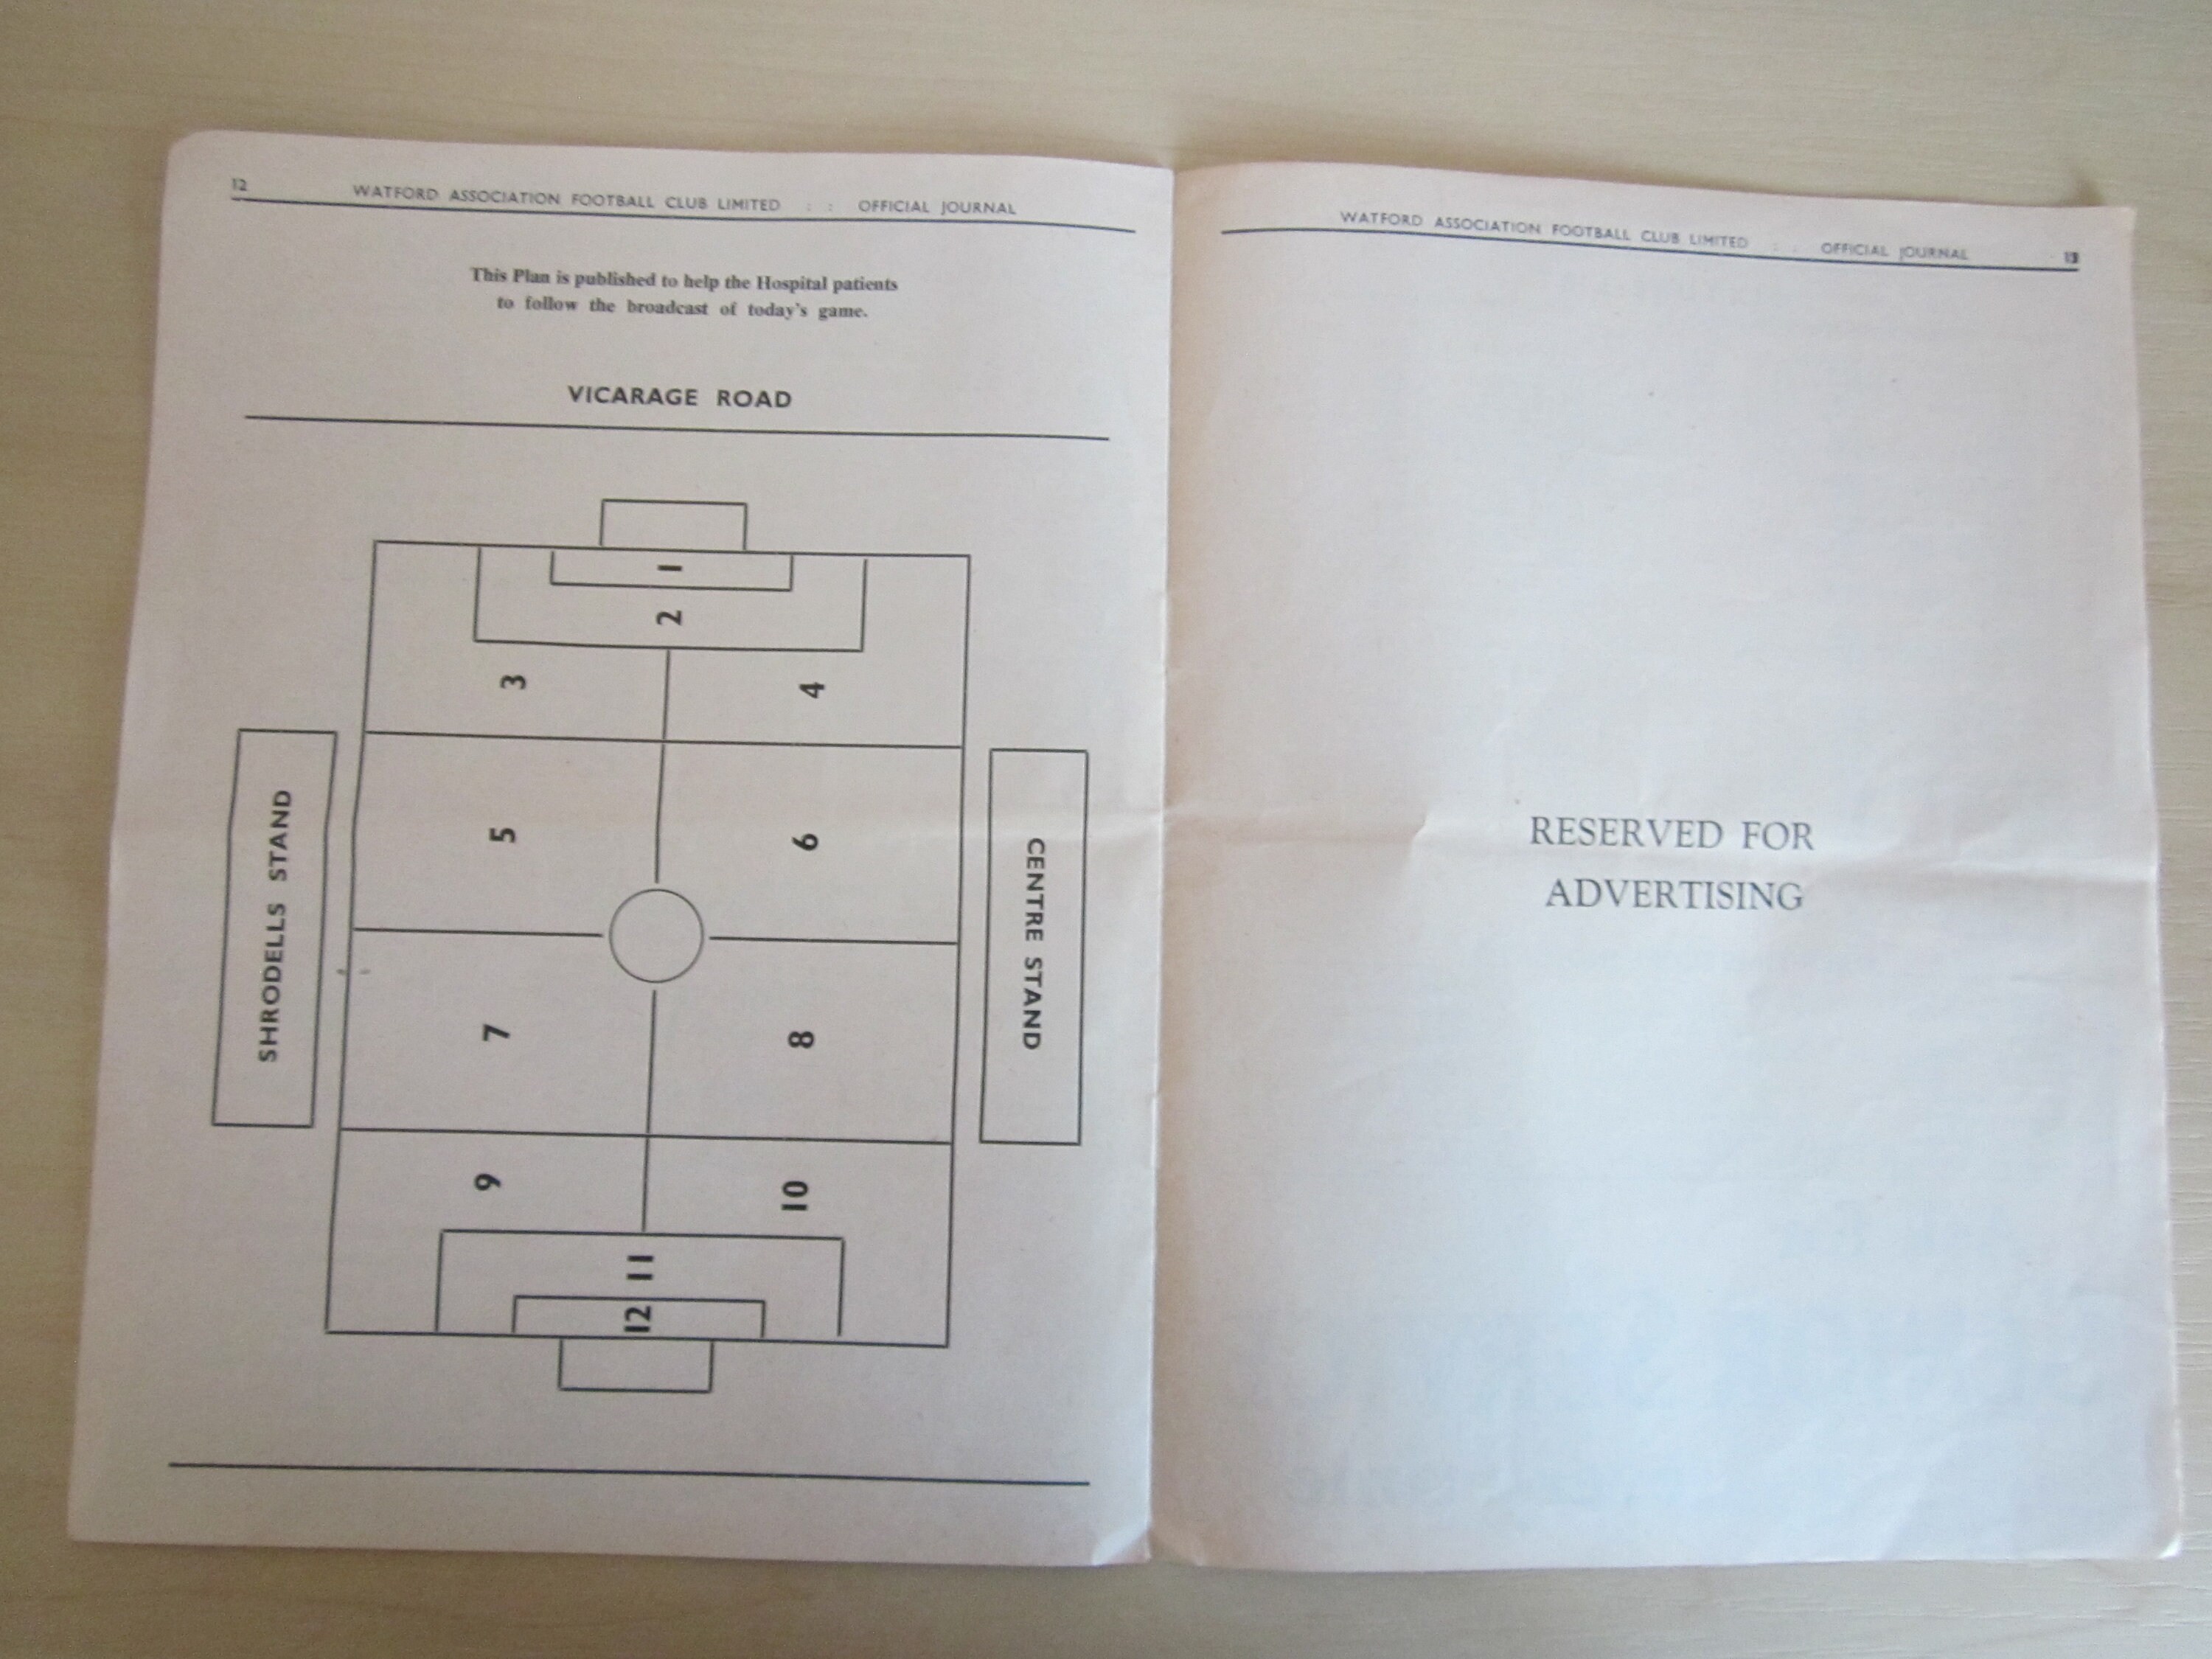 12
WATFORD ASSOCIATION FOOTBALL CLUB LIMITED : : OFFICIAL JOURNAL
This Plan is published to help the Hospital patients
to follow the broadcast of today's game.
VICARAGE ROAD
1
2
3
4
5
6
7
8
9
10
11
12
SHRODELLS STAND
CENTRE STAND
WATFORD ASSOCIATION FOOTBALL CLUB LIMITED : : OFFICIAL JOURNAL
13
RESERVED FOR
ADVERTISING